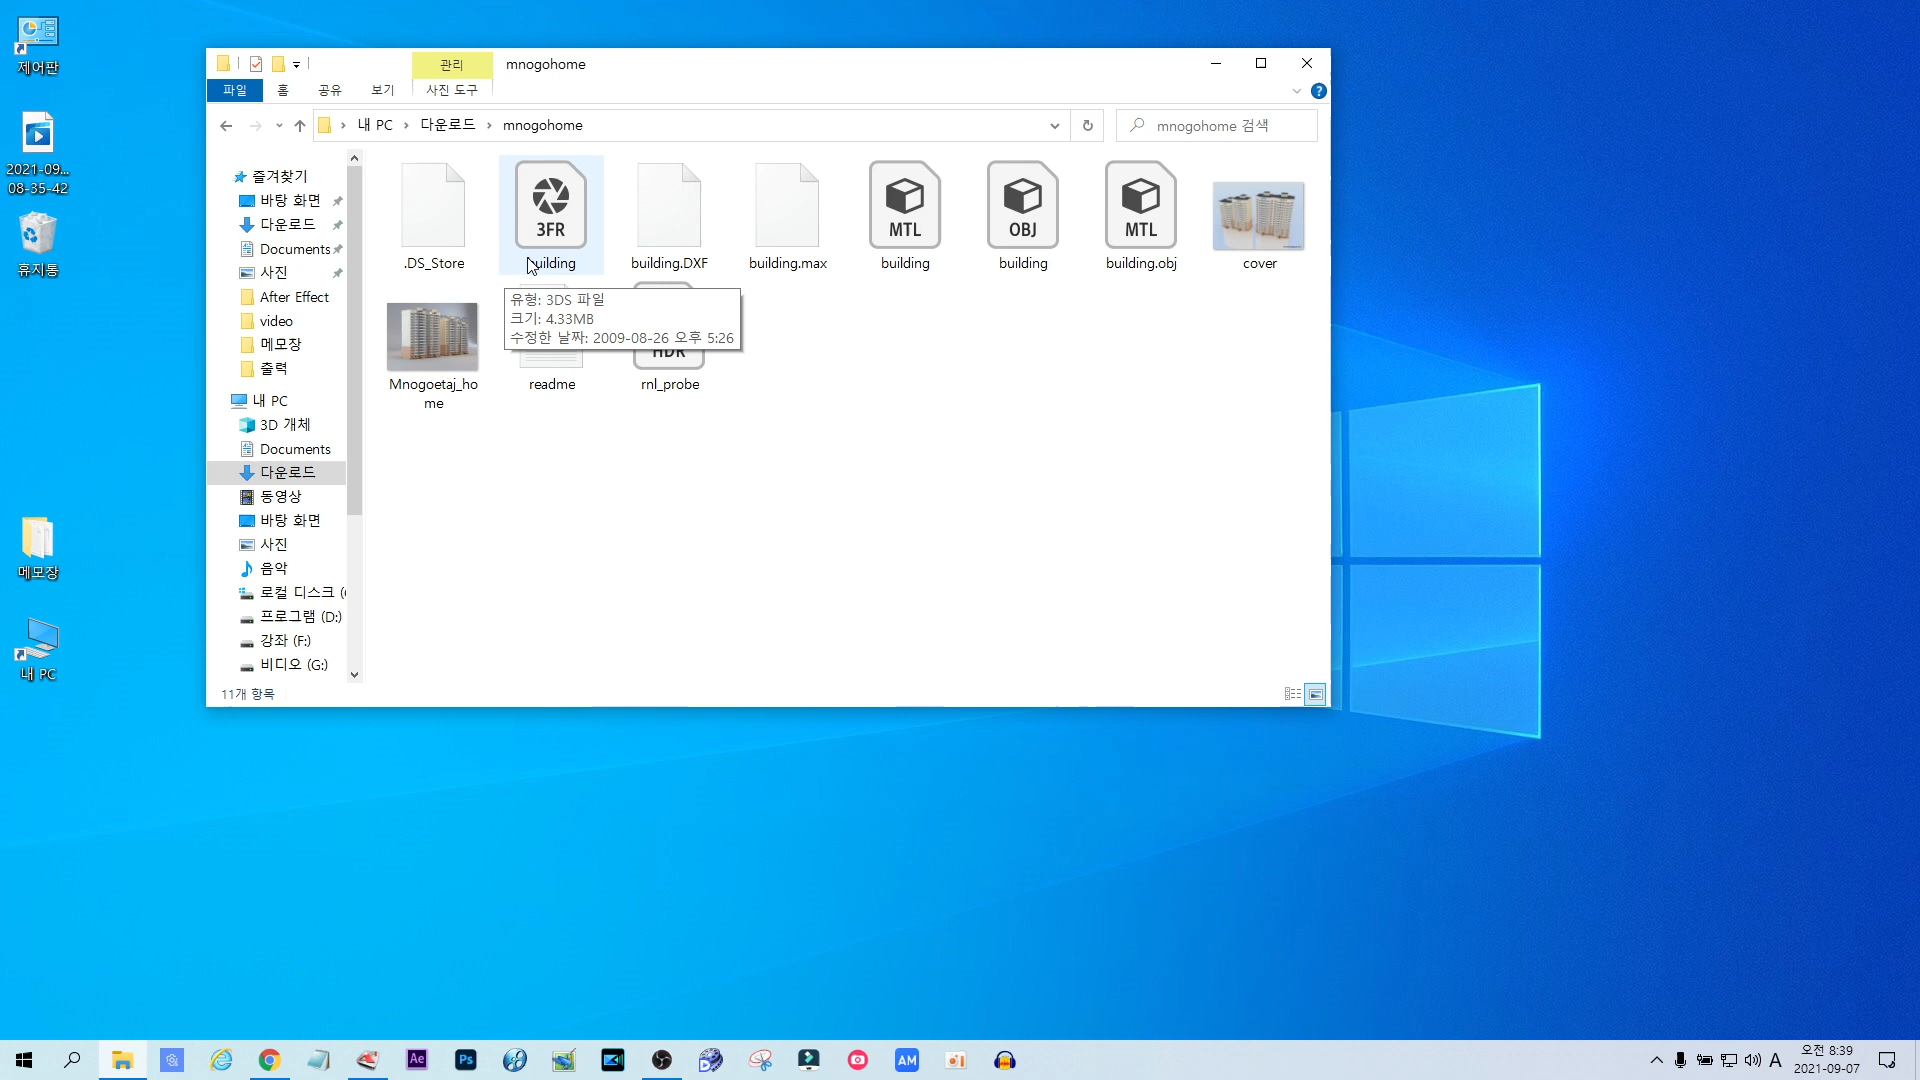 제어판
2021-09...
08-35-42
휴지통
메모장
내 PC
관리
mnogohome
파일
홈
공유
보기
사진 도구
내 PC
다운로드
mnogohome
mnogohome 검색
즐겨찾기
바탕 화면
다운로드
Documents
사진
After Effect
video
메모장
출력
내 PC
3D 개체
Documents
다운로드
동영상
바탕 화면
사진
음악
로컬 디스크 (
프로그램 (D:)
강좌 (F:)
비디오 (G:)
.DS_Store
3FR
building
building.DXF
building.max
MTL
building
OBJ
building
MTL
building.obj
cover
유형: 3DS 파일
크기: 4.33MB
수정한 날짜: 2009-08-26 오후 5:26
Mnogoetaj_ho
me
readme
HDR
rnl_probe
11개 항목
Ae
Ps
AM
A
오전 8:39
2021-09-07